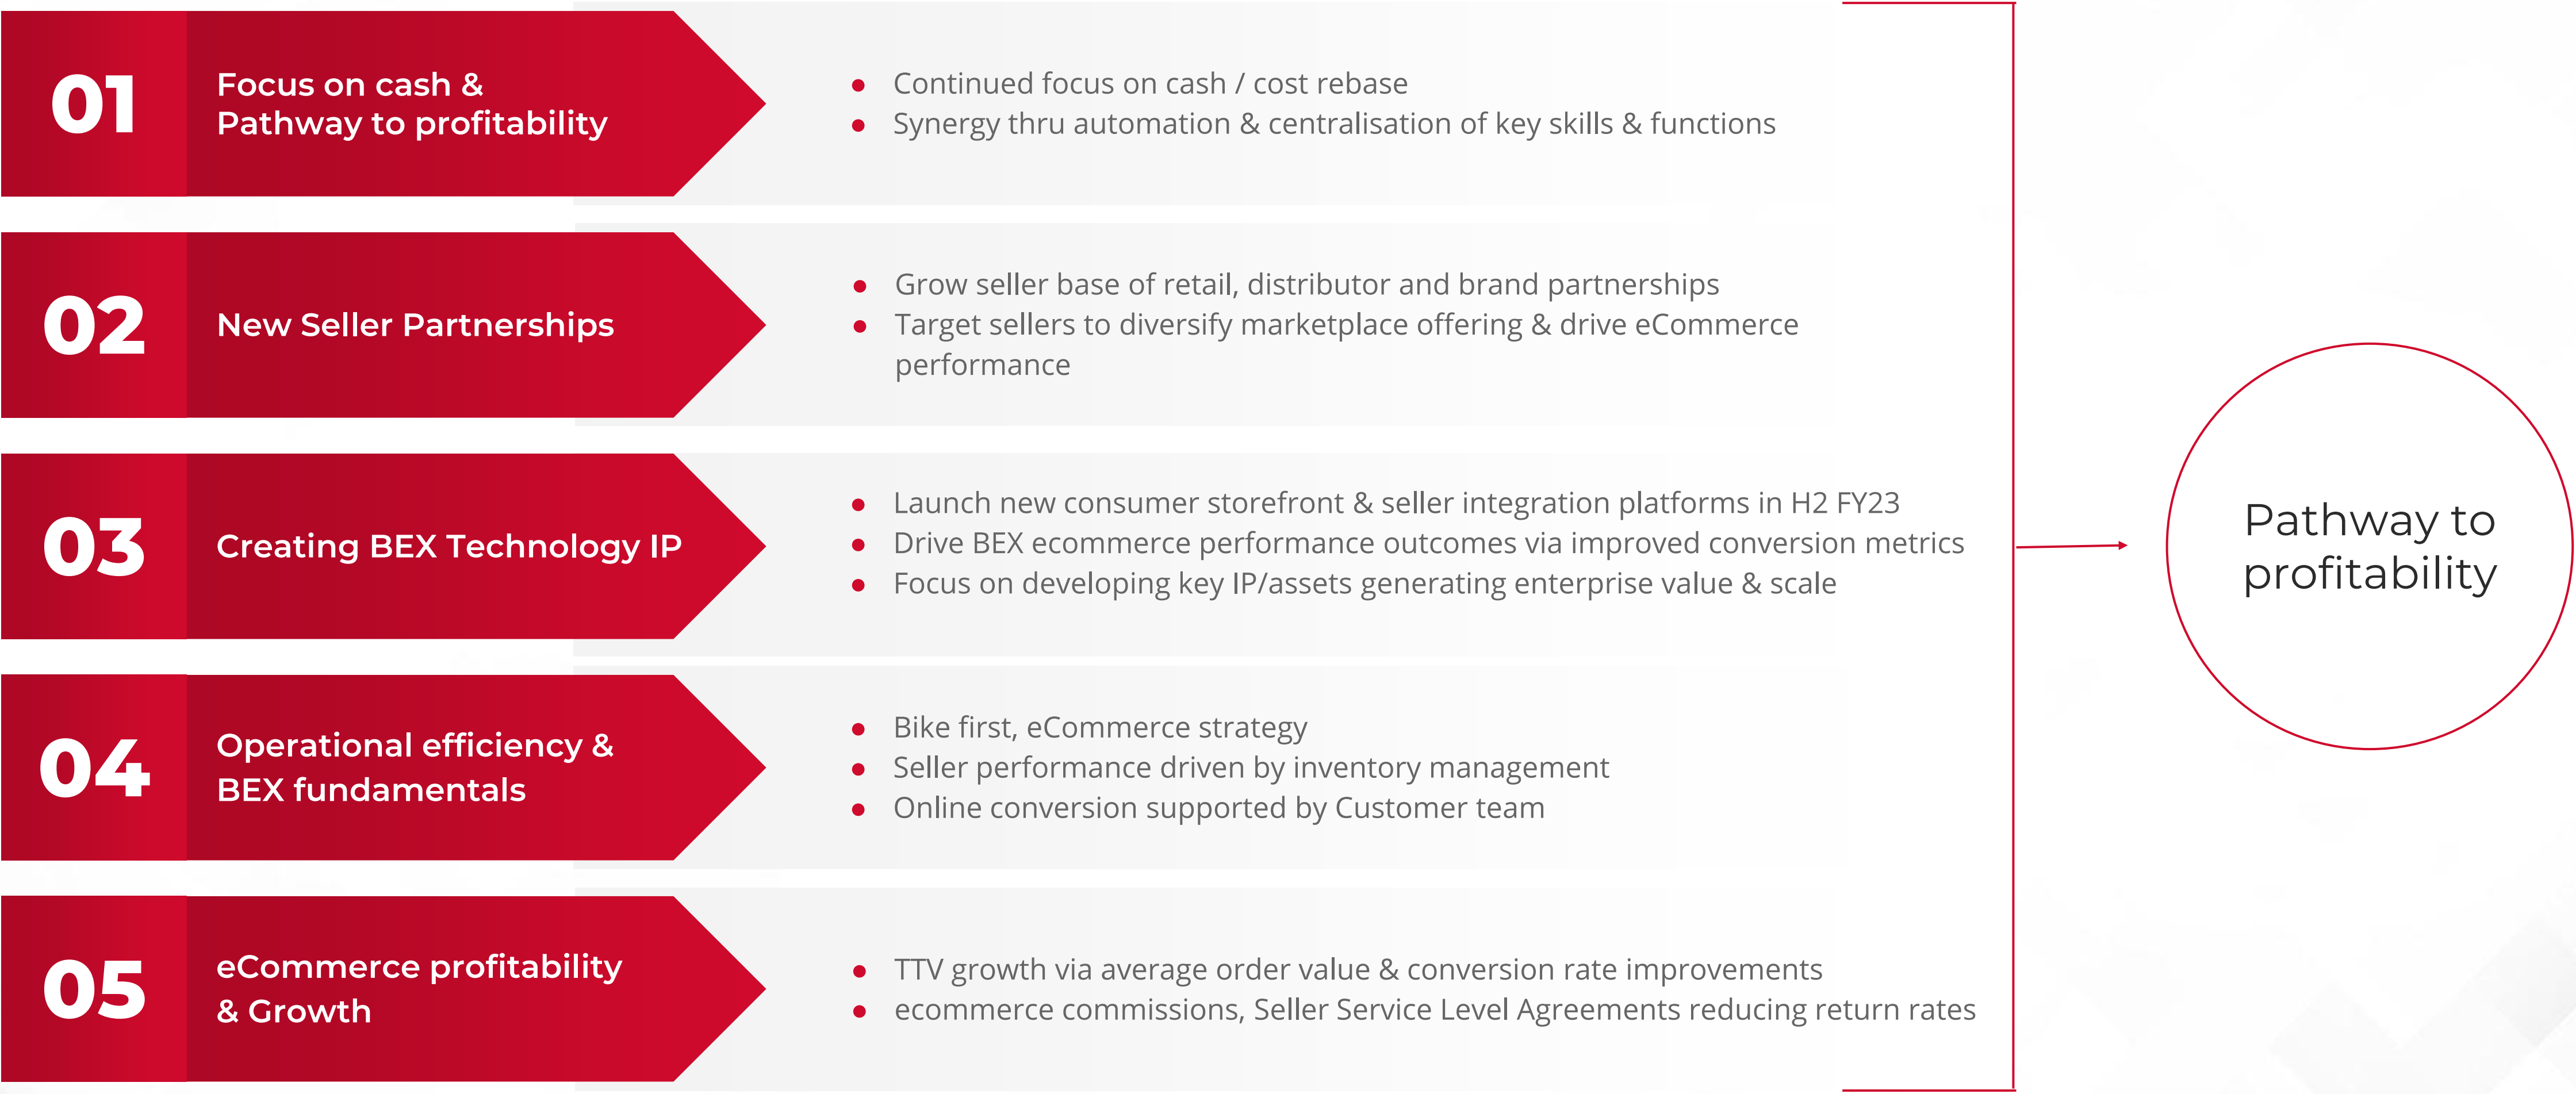 01
Focus on cash &
Pathway to profitability
● Continued focus on cash / cost rebase
● Synergy thru automation & centralisation of key skills & functions
02
New Seller Partnerships
● Grow seller base of retail, distributor and brand partnerships
● Target sellers to diversify marketplace offering & drive eCommerce
performance
03
Creating BEX Technology IP
● Launch new consumer storefront & seller integration platforms in H2 FY23
● Drive BEX ecommerce performance outcomes via improved conversion metrics
● Focus on developing key IP/assets generating enterprise value & scale
04
Operational efficiency &
BEX fundamentals
● Bike first, eCommerce strategy
● Seller performance driven by inventory management
● Online conversion supported by Customer team
05
eCommerce profitability
& Growth
● TTV growth via average order value & conversion rate improvements
● ecommerce commissions, Seller Service Level Agreements reducing return rates
Pathway to
profitability